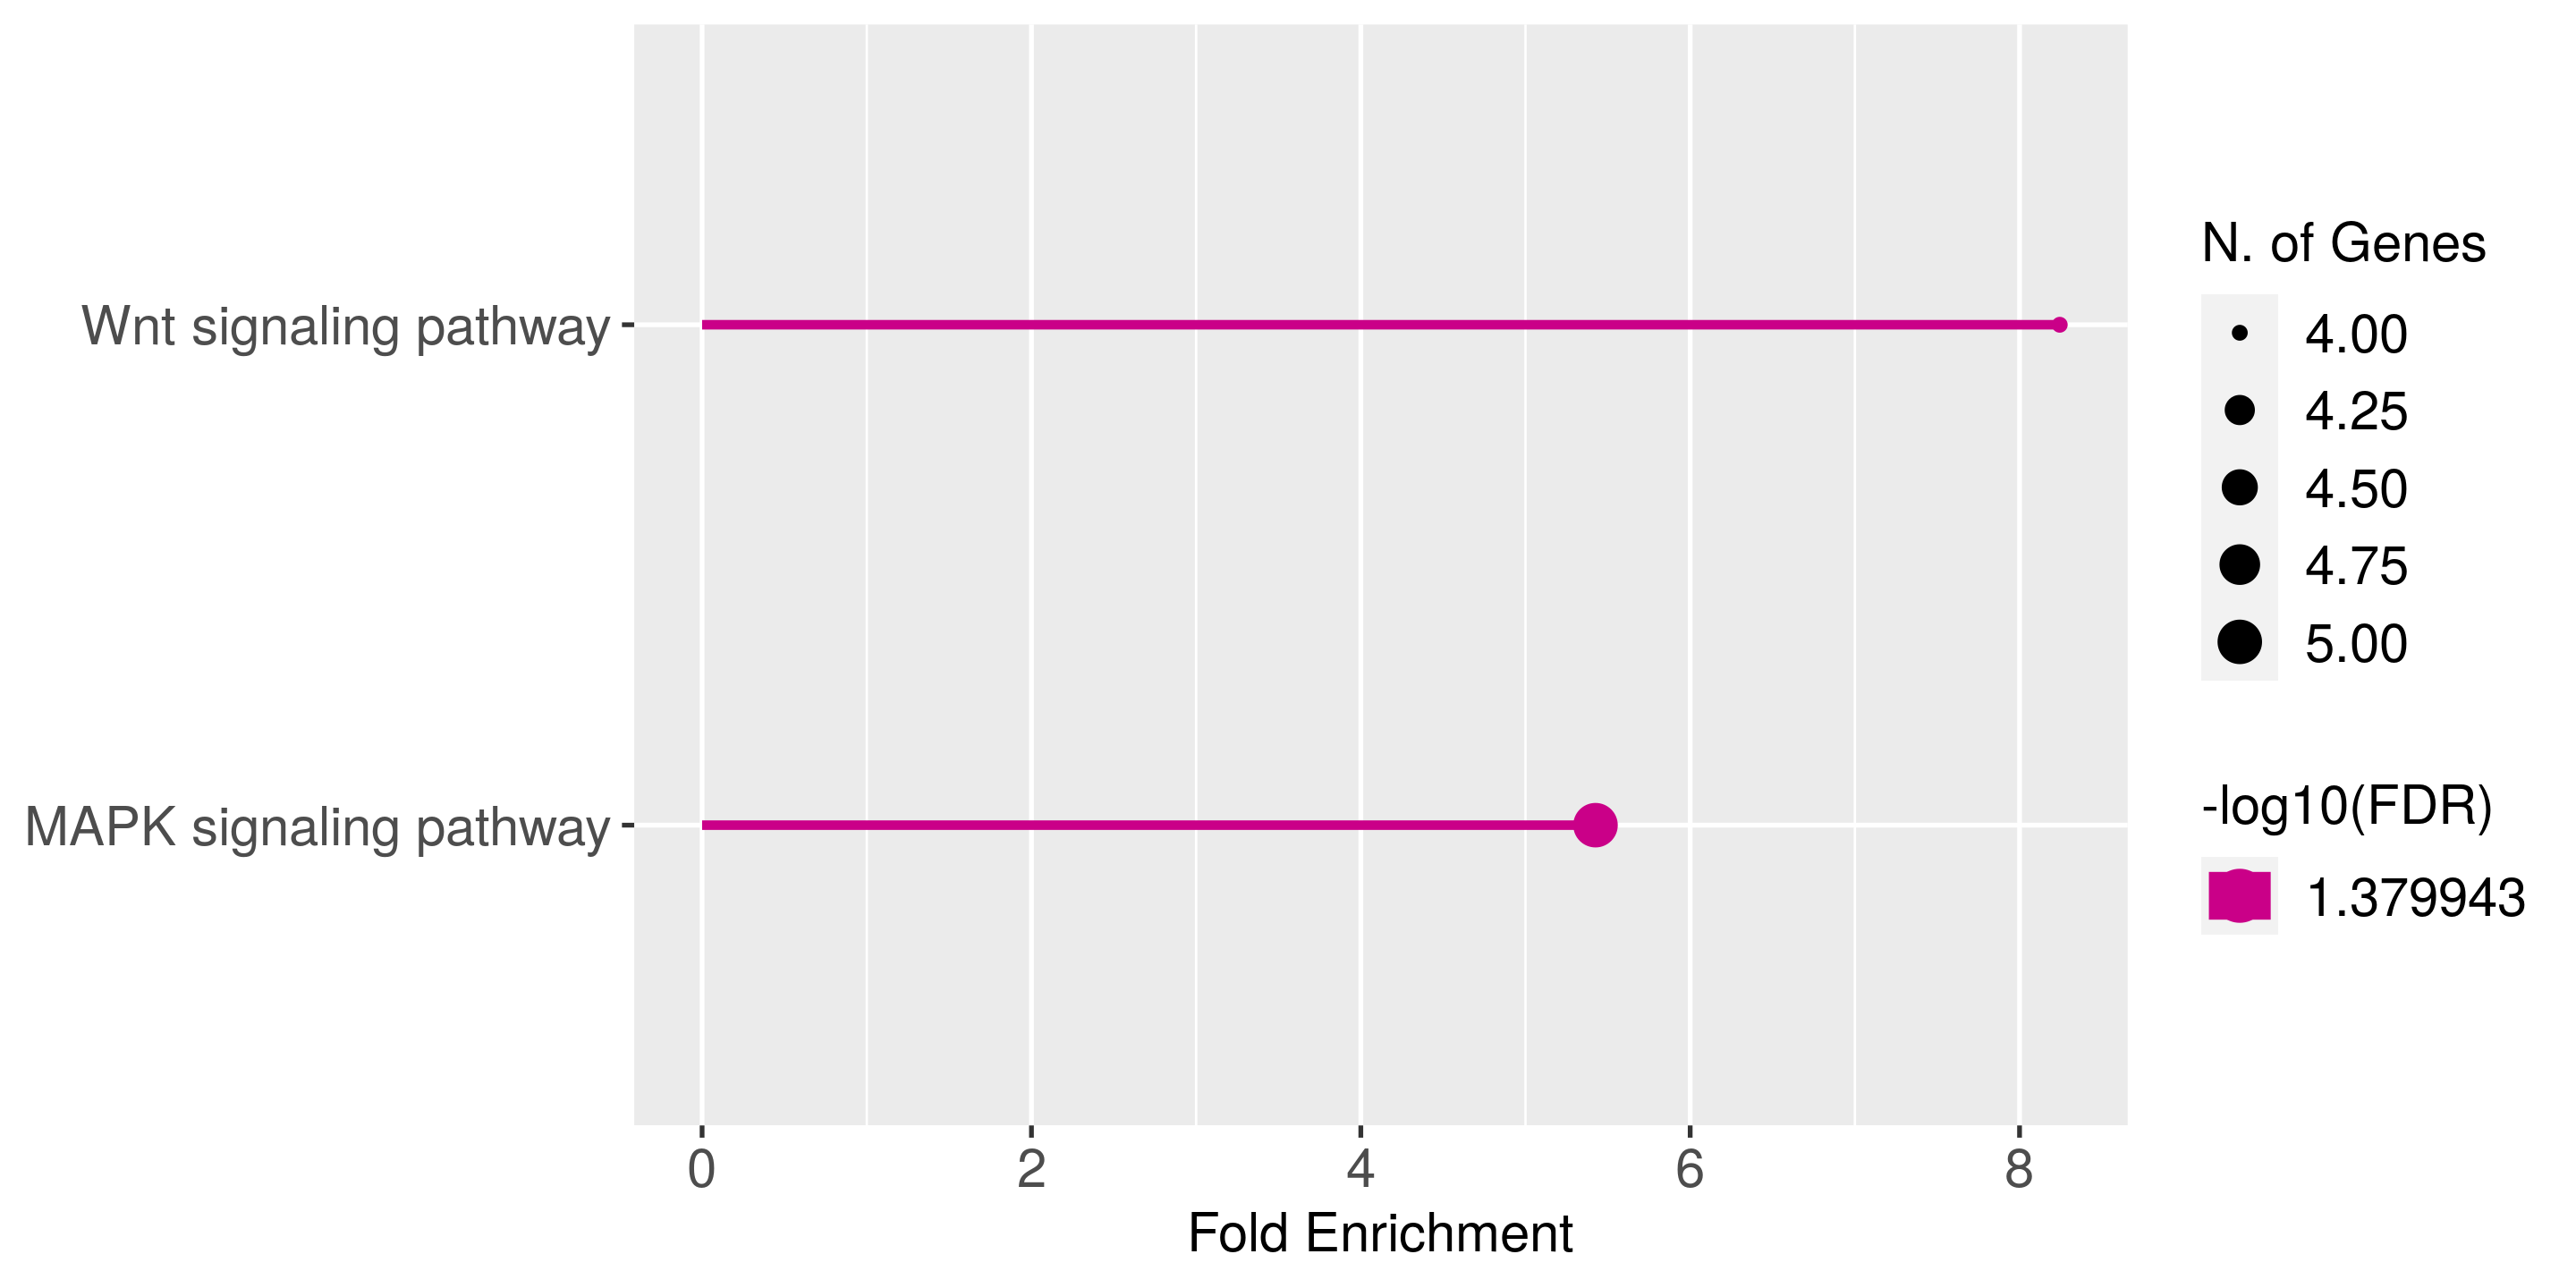 Wnt signaling pathway
MAPK signaling pathway
0 2 4 6 8
Fold Enrichment
N. of Genes
4.00
4.25
4.50
4.75
5.00
-log10(FDR)
1.379943